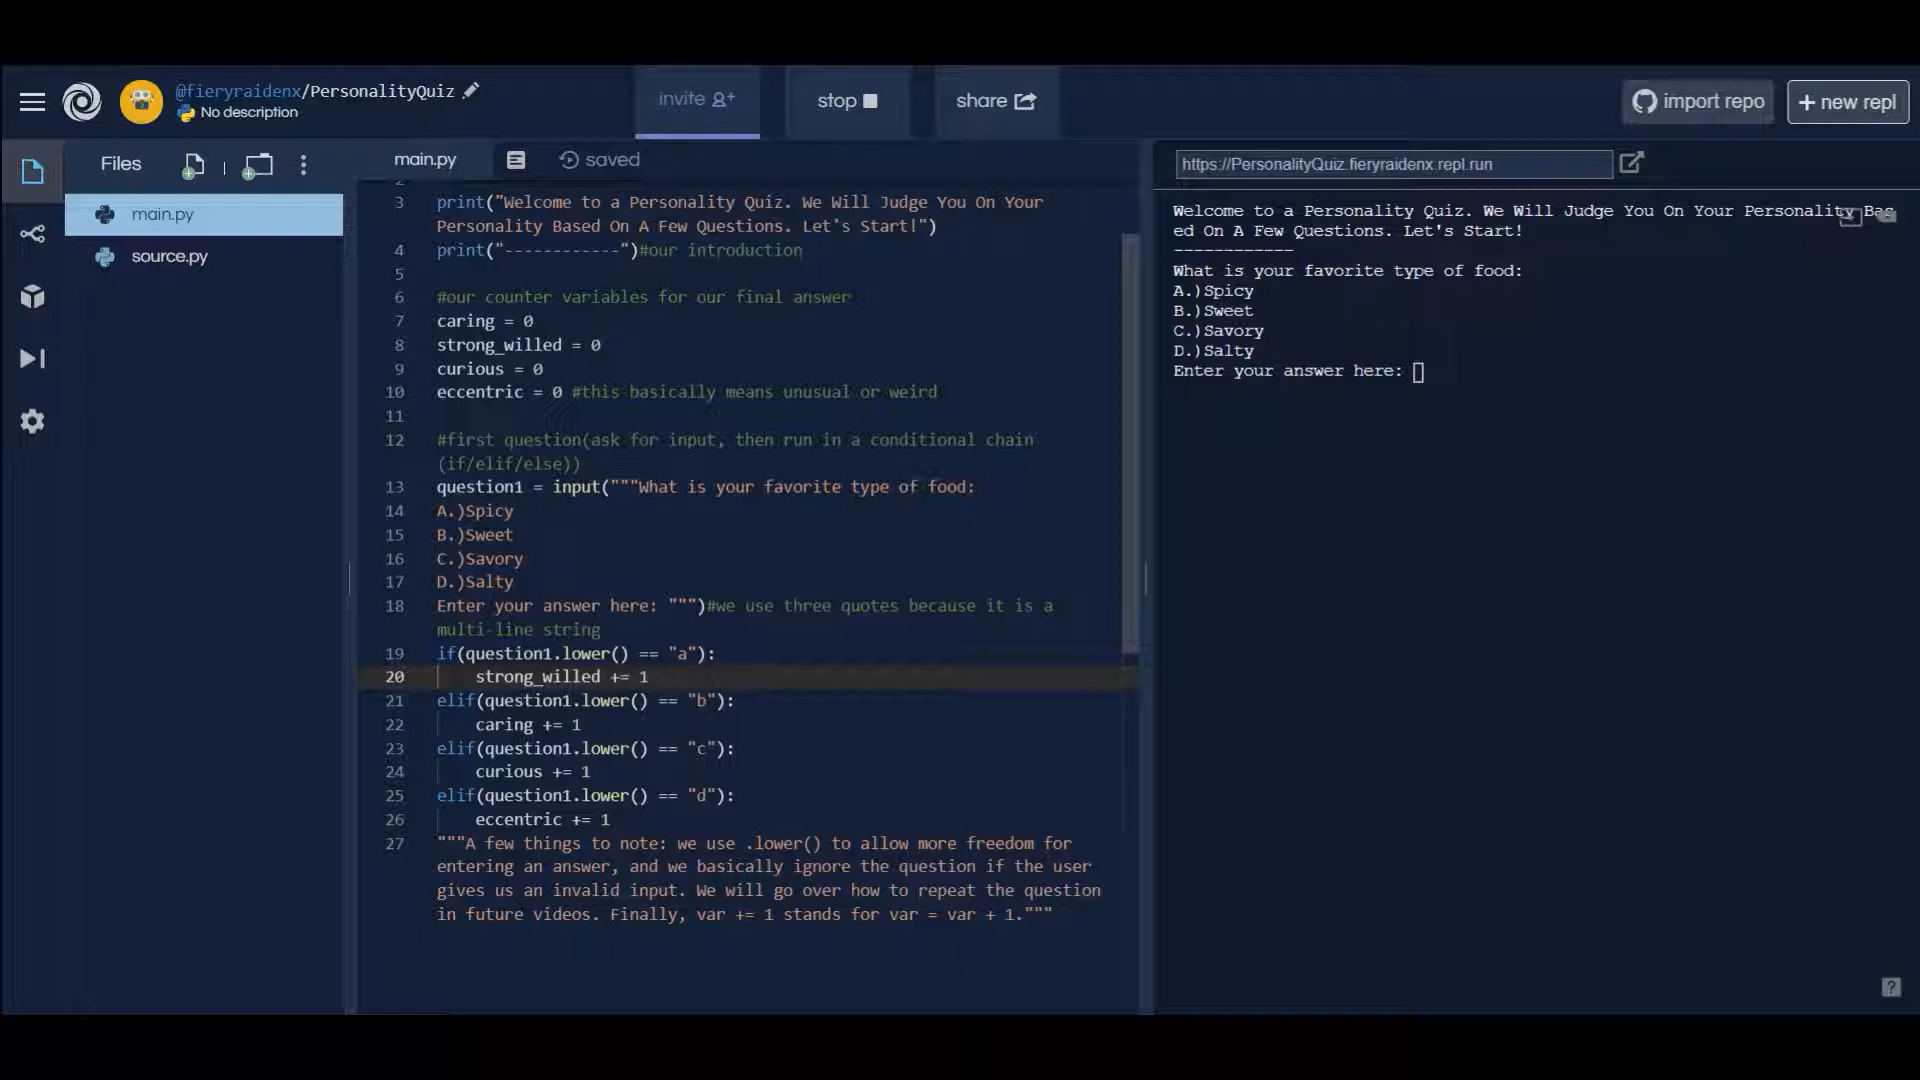 @fieryraidenx/PersonalityQuiz
No description
invite
stop
share
import repo
+ new repl
Files
main.py
source.py
main.py
saved
3 print("Welcome to a Personality Quiz. We Will Judge You On Your
Personality Based On A Few Questions. Let's Start!")
4 print("------------")#our introduction
5
6 #our counter variables for our final answer
7 caring = 0
8 strong_willed = 0
9 curious = 0
10 eccentric = 0 #this basically means unusual or weird
11
12 #first question(ask for input, then run in a conditional chain
(if/elif/else))
13 question1 = input("""What is your favorite type of food:
14 A.)Spicy
15 B.)Sweet
16 C.)Savory
17 D.)Salty
18 Enter your answer here: """)#we use three quotes because it is a
multi-line string
19 if(question1.lower() == "a"):
20 strong_willed += 1
21 elif(question1.lower() == "b"):
22 caring += 1
23 elif(question1.lower() == "c"):
24 curious += 1
25 elif(question1.lower() == "d"):
26 eccentric += 1
27 """A few things to note: we use .lower() to allow more freedom for
entering an answer, and we basically ignore the question if the user
gives us an invalid input. We will go over how to repeat the question
in future videos. Finally, var += 1 stands for var = var + 1."""
https://PersonalityQuiz.fieryraidenx.repl.run
Welcome to a Personality Quiz. We Will Judge You On Your Personality Bas
ed On A Few Questions. Let's Start!
------------
What is your favorite type of food:
A.)Spicy
B.)Sweet
C.)Savory
D.)Salty
Enter your answer here:
?